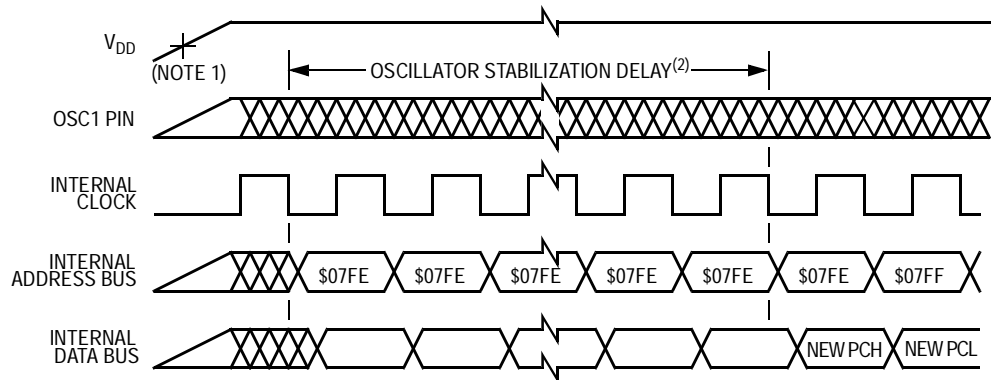 V_DD
(NOTE 1)
OSCILLATOR STABILIZATION DELAY(2)
OSC1 PIN
INTERNAL
CLOCK
INTERNAL
ADDRESS BUS
$07FE $07FE $07FE $07FE $07FE $07FE $07FF
INTERNAL
DATA BUS
NEW PCH NEW PCL